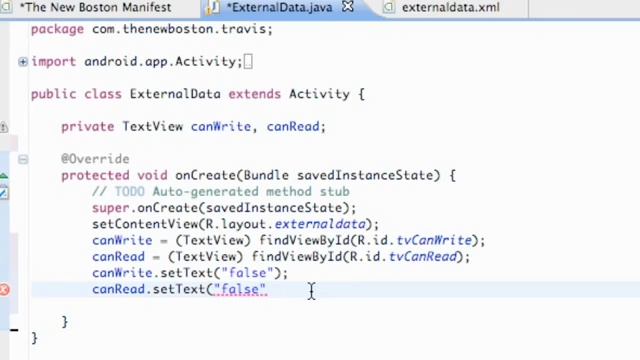 *The New Boston Manifest
*ExternalData.java
externaldata.xml
package com.thenewboston.travis;
import android.app.Activity;
public class ExternalData extends Activity {
private TextView canWrite, canRead;
@Override
protected void onCreate(Bundle savedInstanceState) {
// TODO Auto-generated method stub
super.onCreate(savedInstanceState);
setContentView(R.layout.externaldata);
canWrite = (TextView) findViewById(R.id.tvCanWrite);
canRead = (TextView) findViewById(R.id.tvCanRead);
canWrite.setText("false");
canRead.setText("false"
}
}